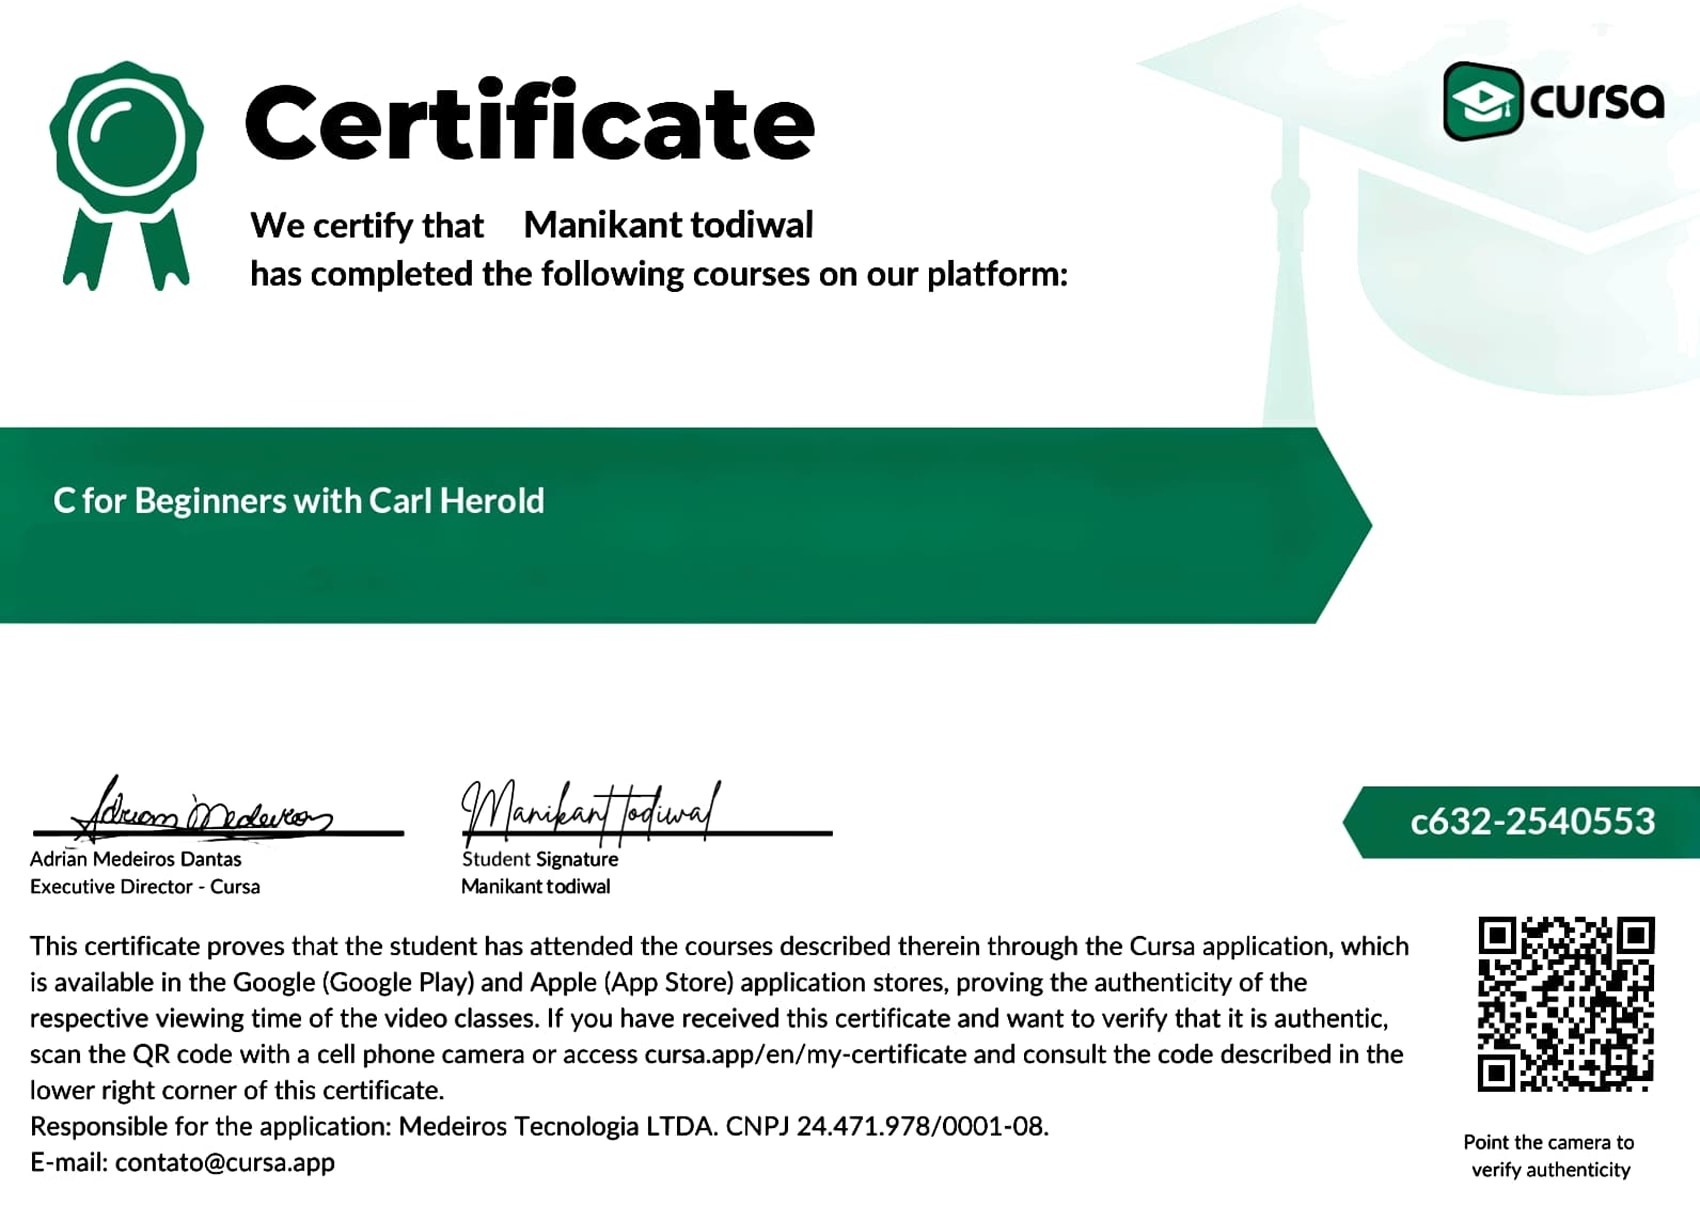 Certificate
cursa
We certify that Manikant todiwal
has completed the following courses on our platform:
C for Beginners with Carl Herold
Adrian Medeiros
Manikant todiwal
Adrian Medeiros Dantas
Executive Director - Cursa
Student Signature
Manikant todiwal
c632-2540553
This certificate proves that the student has attended the courses described therein through the Cursa application, which
is available in the Google (Google Play) and Apple (App Store) application stores, proving the authenticity of the
respective viewing time of the video classes. If you have received this certificate and want to verify that it is authentic,
scan the QR code with a cell phone camera or access cursa.app/en/my-certificate and consult the code described in the
lower right corner of this certificate.
Responsible for the application: Medeiros Tecnologia LTDA. CNPJ 24.471.978/0001-08.
E-mail: contato@cursa.app
Point the camera to
verify authenticity